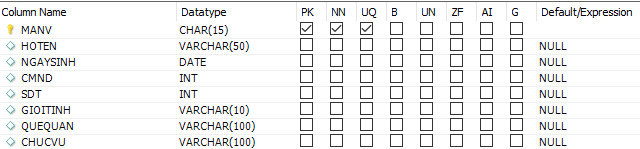 Column Name Datatype PK NN UQ B UN ZF AI G Default/Expression
MANV CHAR(15)
HOTEN VARCHAR(50) NULL
NGAYSINH DATE NULL
CMND INT NULL
SDT INT NULL
GIOITINH VARCHAR(10) NULL
QUEQUAN VARCHAR(100) NULL
CHUCVU VARCHAR(100) NULL